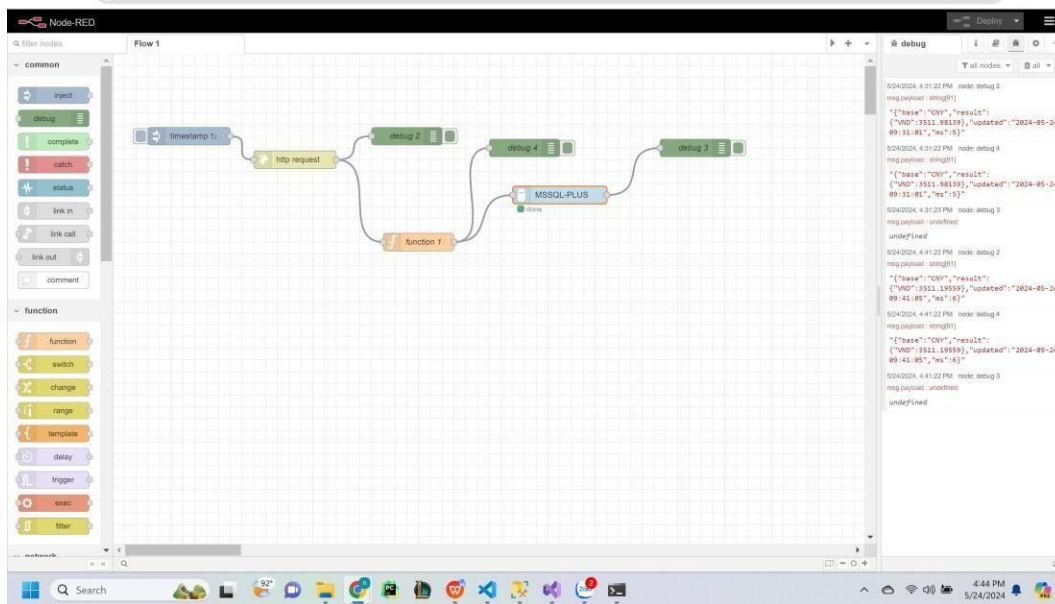 Node-RED
Deploy
filter nodes
Flow 1
debug
i
all nodes
all
common
inject
debug
complete
catch
status
link in
link call
link out
comment
function
function
switch
change
range
template
delay
trigger
exec
filter
network
timestamp ↻
http request
debug 2
debug 4
debug 3
MSSQL-PLUS
done
function 1
5/24/2024, 4:31:22 PM node: debug 2
msg.payload : string[81]
"{"base":"CNY","result":
{"VND":3511.98139},"updated":"2024-05-24
09:31:01","ms":5}"
5/24/2024, 4:31:22 PM node: debug 4
msg.payload : string[81]
"{"base":"CNY","result":
{"VND":3511.98139},"updated":"2024-05-24
09:31:01","ms":5}"
5/24/2024, 4:31:23 PM node: debug 3
msg.payload : undefined
undefined
5/24/2024, 4:41:22 PM node: debug 2
msg.payload : string[81]
"{"base":"CNY","result":
{"VND":3511.19559},"updated":"2024-05-24
09:41:05","ms":6}"
5/24/2024, 4:41:22 PM node: debug 4
msg.payload : string[81]
"{"base":"CNY","result":
{"VND":3511.19559},"updated":"2024-05-24
09:41:05","ms":6}"
5/24/2024, 4:41:22 PM node: debug 3
msg.payload : undefined
undefined
Search
92°
PC
Zalo
4:44 PM
5/24/2024
PRE